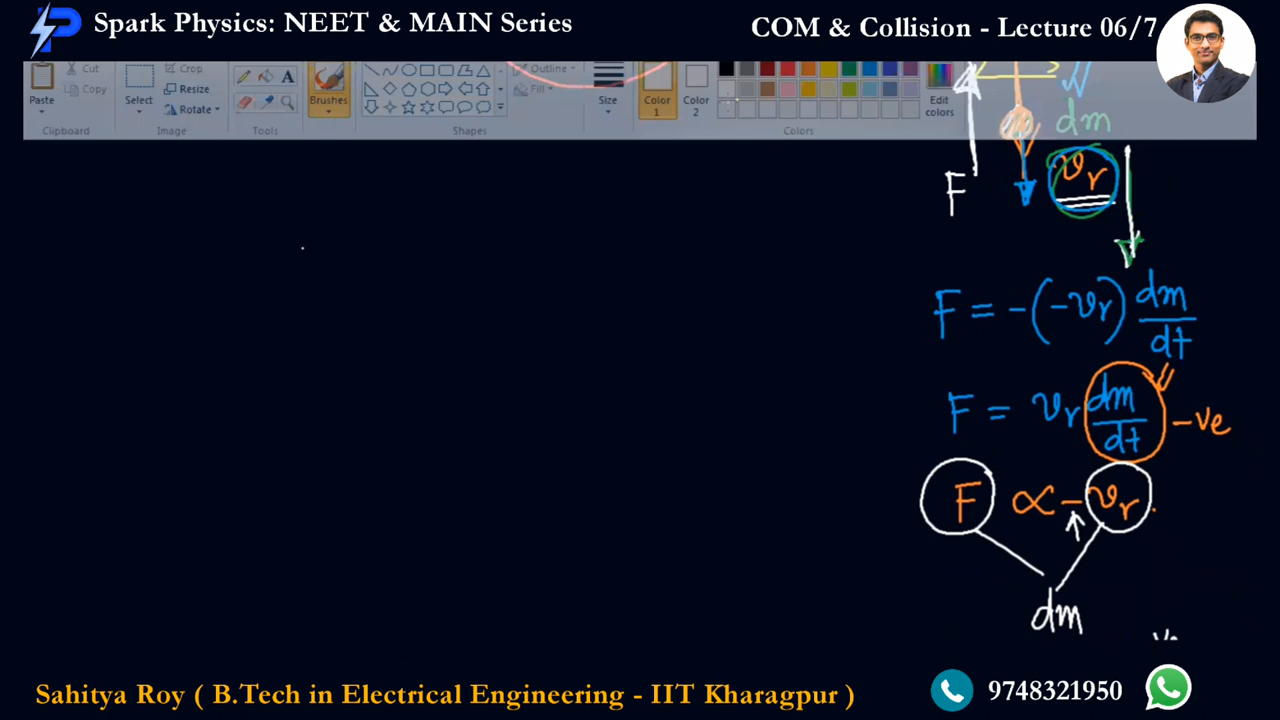 Spark Physics: NEET & MAIN Series
COM & Collision - Lecture 06/7
Cut
Copy
Paste
Clipboard
Crop
Resize
Rotate
Select
Image
A
Tools
Brushes
Outline
Fill
Shapes
Size
Color 1
Color 2
Edit colors
Colors
dm
F
vr
F = -(-vr) dm/dt
F = vr dm/dt -ve
F ∝ -vr
dm
Sahitya Roy ( B.Tech in Electrical Engineering - IIT Kharagpur )
9748321950